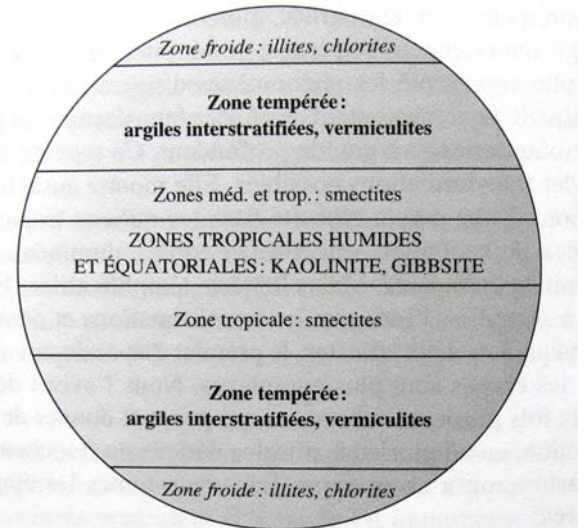 Zone froide : illites, chlorites
Zone tempérée :
argiles interstratifiées, vermiculites
Zones méd. et trop. : smectites
ZONES TROPICALES HUMIDES
ET ÉQUATORIALES : KAOLINITE, GIBBSITE
Zone tropicale : smectites
Zone tempérée :
argiles interstratifiées, vermiculites
Zone froide : illites, chlorites